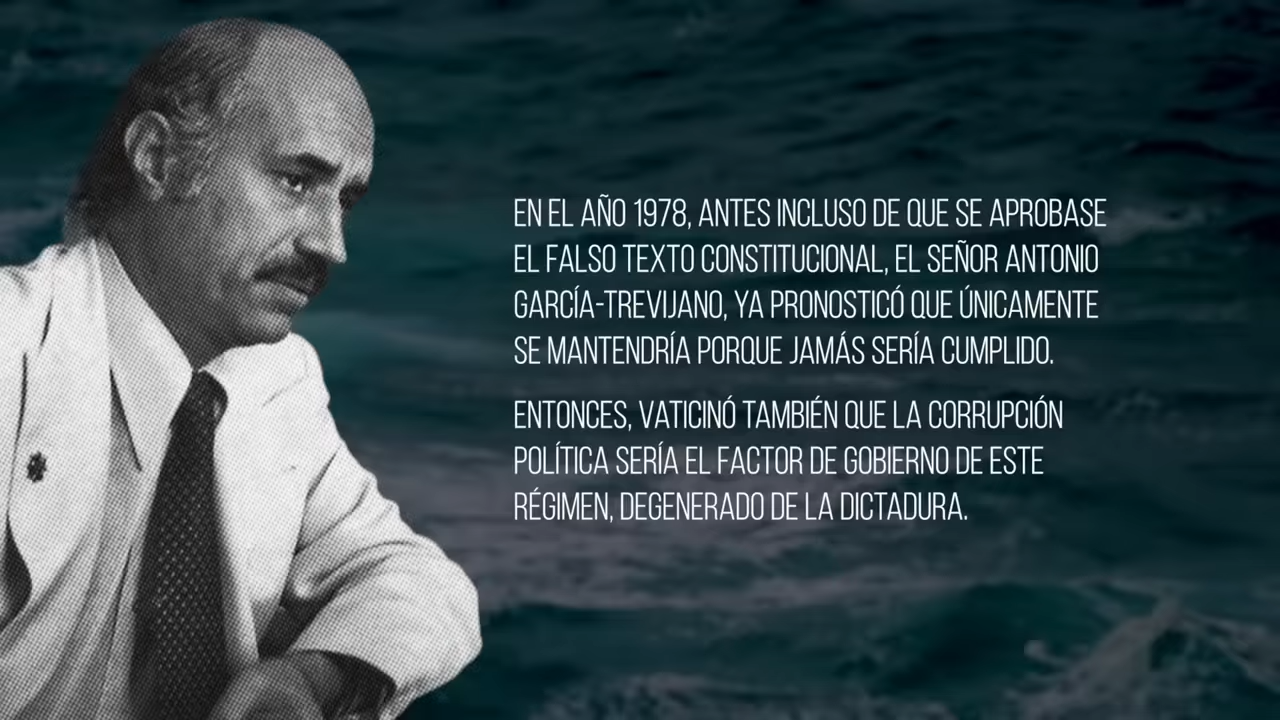 EN EL AÑO 1978, ANTES INCLUSO DE QUE SE APROBASE
EL FALSO TEXTO CONSTITUCIONAL, EL SEÑOR ANTONIO
GARCÍA-TREVIJANO, YA PRONOSTICÓ QUE ÚNICAMENTE
SE MANTENDRÍA PORQUE JAMÁS SERÍA CUMPLIDO.
ENTONCES, VATICINÓ TAMBIÉN QUE LA CORRUPCIÓN
POLÍTICA SERÍA EL FACTOR DE GOBIERNO DE ESTE
RÉGIMEN, DEGENERADO DE LA DICTADURA.